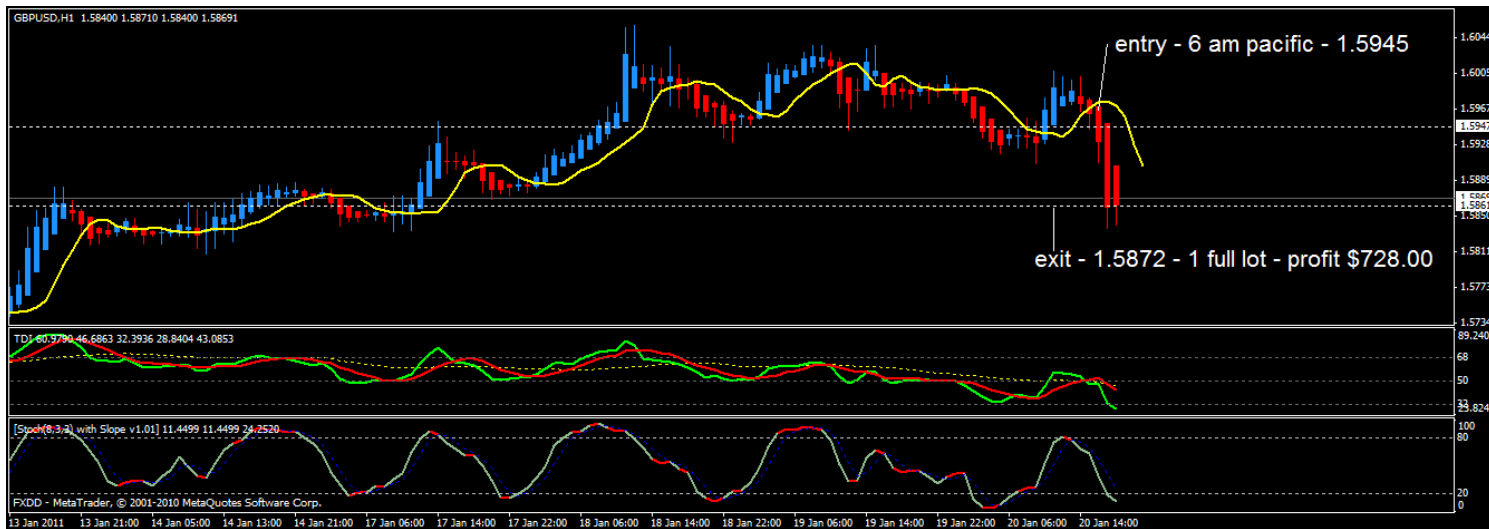 GBPUSD,H1 1.58400 1.58710 1.58400 1.58691
entry - 6 am pacific - 1.5945
exit - 1.5872 - 1 full lot - profit $728.00
1.6044
1.6005
1.5967
1.5947
1.5928
1.5889
1.5861
1.5850
1.5811
1.5773
1.5734
TDI 60.9790 46.6863 32.3936 28.8404 43.0853
89.240
68
50
[Stoch(8,3,3) with Slope v1.01] 11.4499 11.4499 24.2520
100
80
20
0
FXDD - MetaTrader, © 2001-2010 MetaQuotes Software Corp.
13 Jan 2011 13 Jan 21:00 14 Jan 05:00 14 Jan 13:00 14 Jan 21:00 17 Jan 06:00 17 Jan 14:00 17 Jan 22:00 18 Jan 06:00 18 Jan 14:00 18 Jan 22:00 19 Jan 06:00 19 Jan 14:00 19 Jan 22:00 20 Jan 06:00 20 Jan 14:00